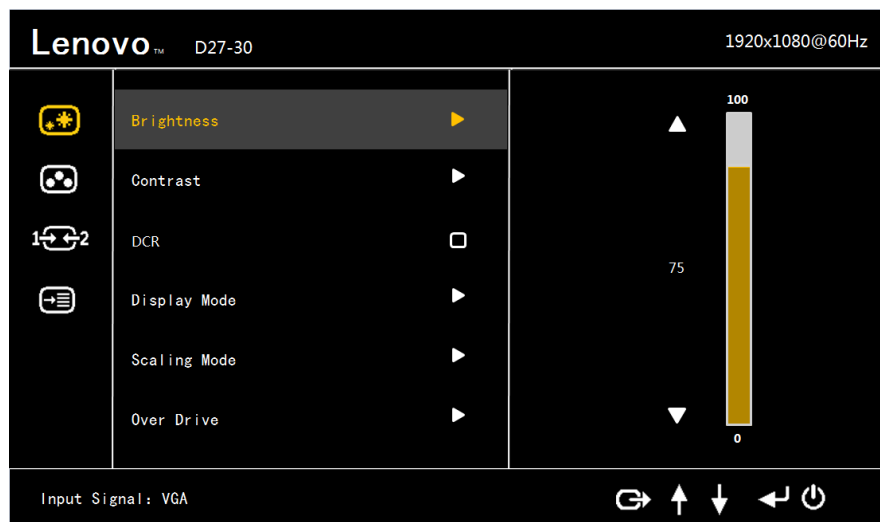 Lenovo™ D27-30
1920x1080@60Hz
Brightness
Contrast
DCR
Display Mode
Scaling Mode
Over Drive
1 2
100
75
0
Input Signal: VGA